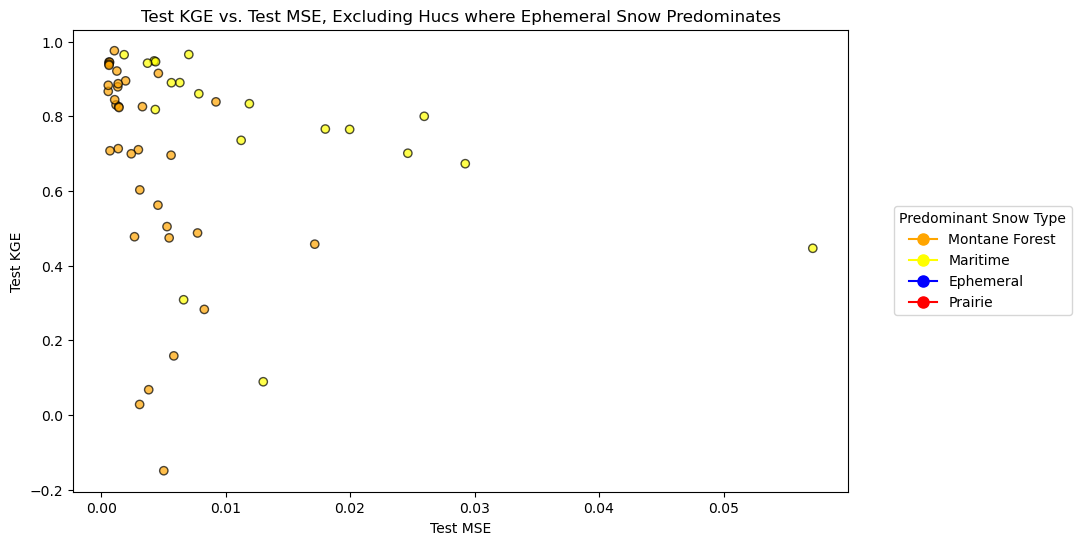 Test KGE vs. Test MSE, Excluding Hucs where Ephemeral Snow Predominates
1.0
0.8
0.6
0.4
0.2
0.0
−0.2
Test KGE
0.00
0.01
0.02
0.03
0.04
0.05
Test MSE
Predominant Snow Type
Montane Forest
Maritime
Ephemeral
Prairie